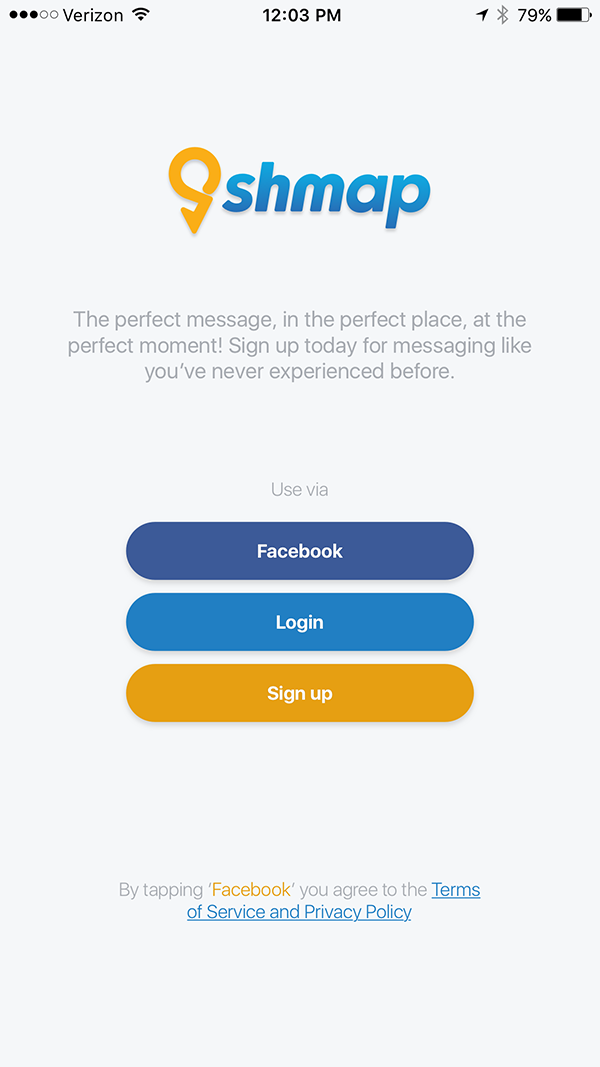 Verizon 12:03 PM 79%
shmap
The perfect message, in the perfect place, at the
perfect moment! Sign up today for messaging like
you’ve never experienced before.
Use via
Facebook
Login
Sign up
By tapping ‘Facebook’ you agree to the Terms
of Service and Privacy Policy